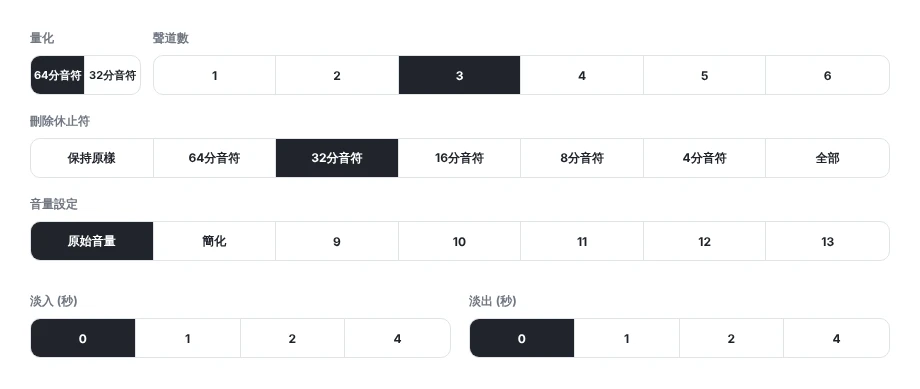 量化 聲道數
64分音符 32分音符 1 2 3 4 5 6
刪除休止符
保持原樣 64分音符 32分音符 16分音符 8分音符 4分音符 全部
音量設定
原始音量 簡化 9 10 11 12 13
淡入 (秒) 淡出 (秒)
0 1 2 4 0 1 2 4